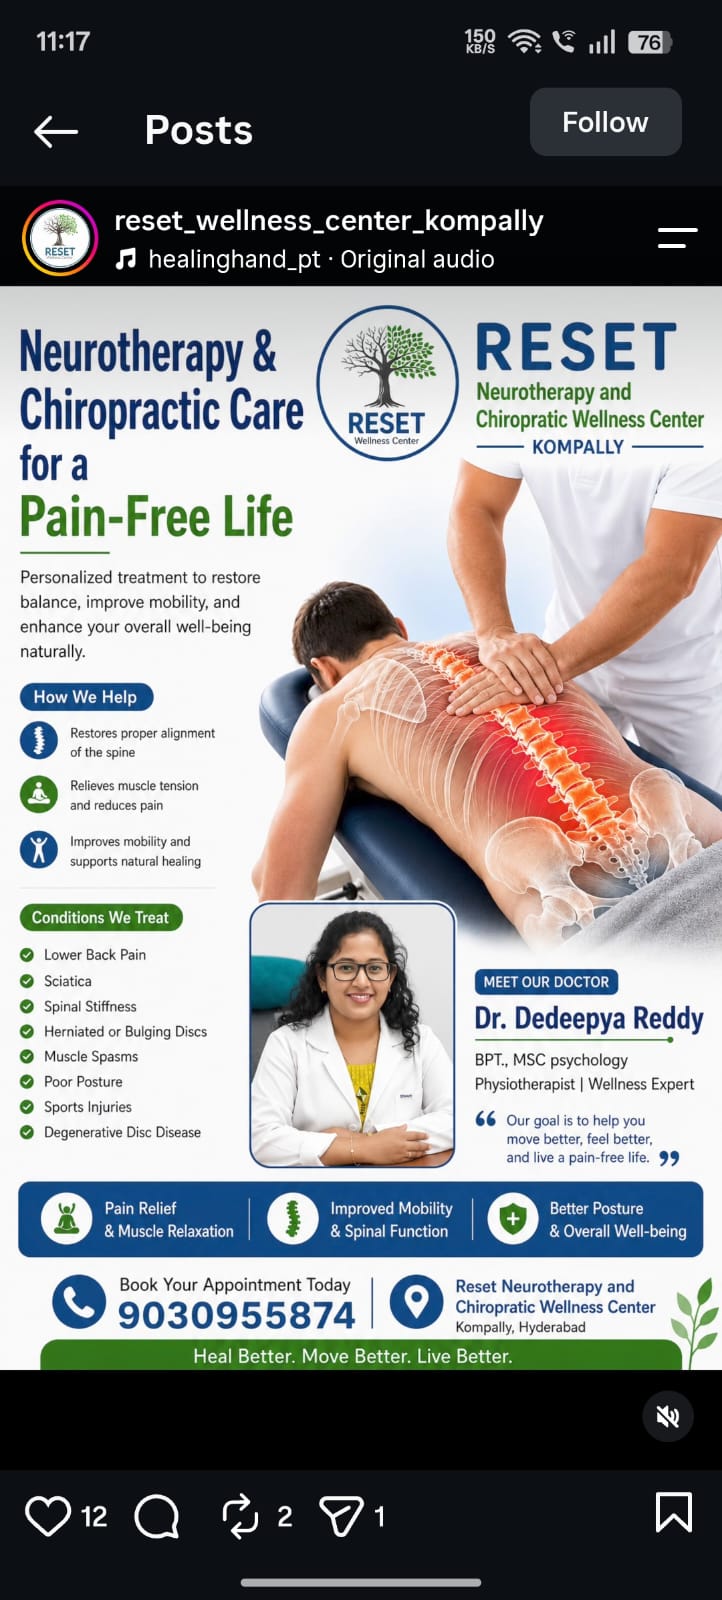 11:17
150
KB/S
76
Posts
Follow
reset_wellness_center_kompally
healinghand_pt · Original audio
Neurotherapy &
Chiropractic Care
for a
Pain-Free Life
RESET
Wellness Center
RESET
Neurotherapy and
Chiropratic Wellness Center
KOMPALLY
Personalized treatment to restore
balance, improve mobility, and
enhance your overall well-being
naturally.
How We Help
Restores proper alignment
of the spine
Relieves muscle tension
and reduces pain
Improves mobility and
supports natural healing
Conditions We Treat
Lower Back Pain
Sciatica
Spinal Stiffness
Herniated or Bulging Discs
Muscle Spasms
Poor Posture
Sports Injuries
Degenerative Disc Disease
MEET OUR DOCTOR
Dr. Dedeepya Reddy
BPT., MSC psychology
Physiotherapist | Wellness Expert
“ Our goal is to help you
move better, feel better,
and live a pain-free life. ”
Pain Relief
& Muscle Relaxation
Improved Mobility
& Spinal Function
Better Posture
& Overall Well-being
Book Your Appointment Today
9030955874
Reset Neurotherapy and
Chiropratic Wellness Center
Kompally, Hyderabad
Heal Better. Move Better. Live Better.
12
2
1